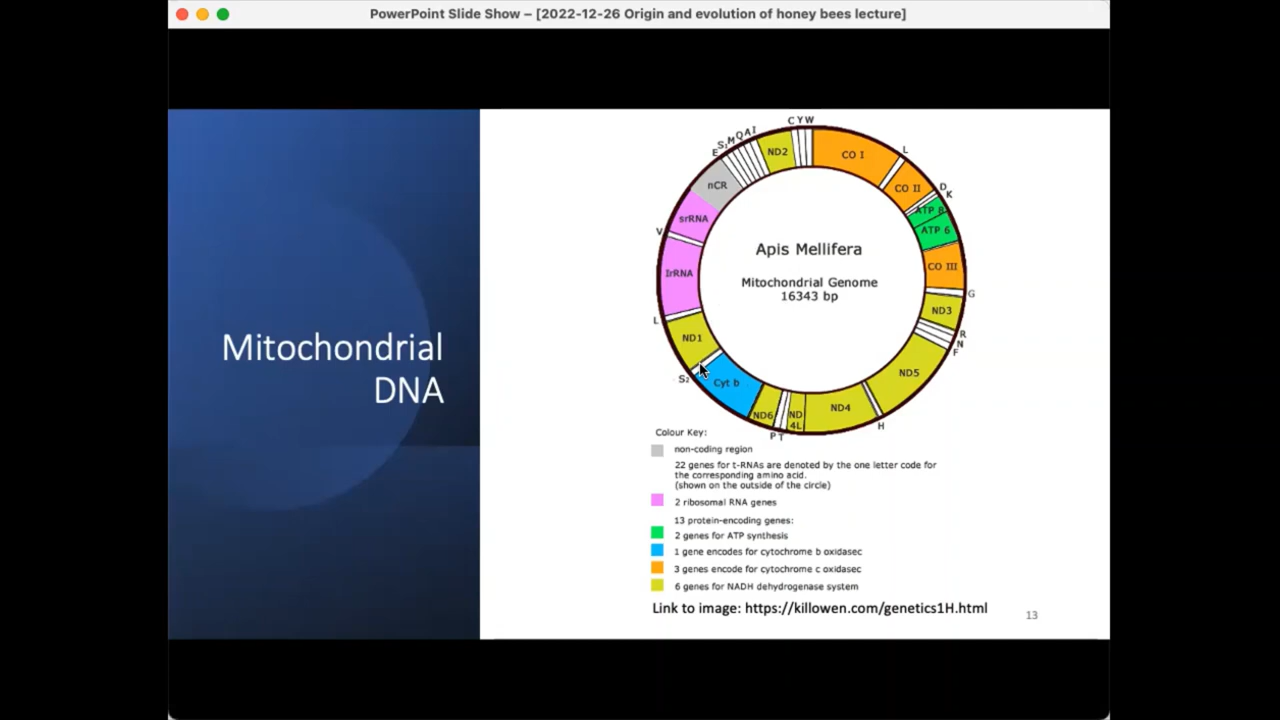 PowerPoint Slide Show – [2022-12-26 Origin and evolution of honey bees lecture]
Mitochondrial
DNA
C Y W
I
A
Q
M
S₁
E
ND2
CO I
L
CO II
D
K
ATP 8
ATP 6
CO III
G
ND3
R
N
F
ND5
H
ND4
ND
4L
T
P
ND6
Cyt b
S₂
ND1
L
lrRNA
V
srRNA
nCR
Apis Mellifera
Mitochondrial Genome
16343 bp
Colour Key:
non-coding region
22 genes for t-RNAs are denoted by the one letter code for
the corresponding amino acid.
(shown on the outside of the circle)
2 ribosomal RNA genes
13 protein-encoding genes:
2 genes for ATP synthesis
1 gene encodes for cytochrome b oxidasec
3 genes encode for cytochrome c oxidasec
6 genes for NADH dehydrogenase system
Link to image: https://killowen.com/genetics1H.html
13